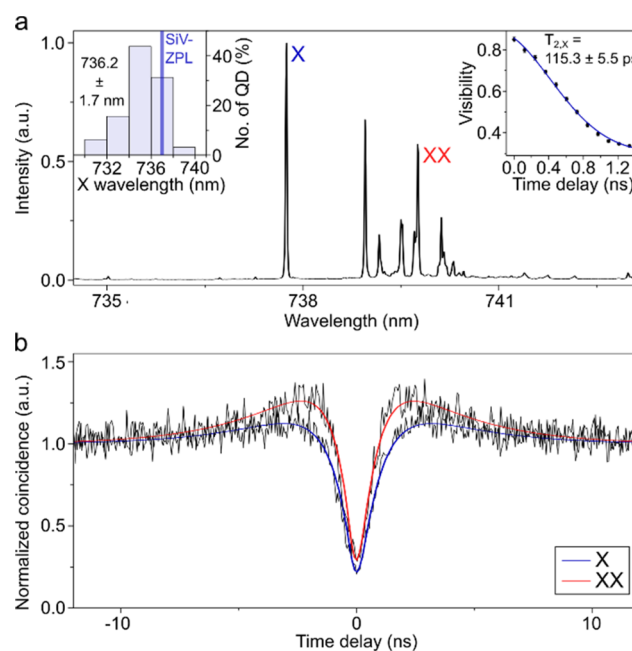 a
1.0
0.5
0.0
Intensity (a.u.)
735
738
741
Wavelength (nm)
736.2
±
1.7 nm
SiV-
ZPL
40
20
0
No. of QD (%)
732
736
740
X wavelength (nm)
X
XX
0.8
0.6
0.4
Visibility
T2,X =
115.3 ± 5.5 ps
0.0
0.6
1.2
Time delay (ns)
b
1.5
1.0
0.5
0.0
Normalized coincidence (a.u.)
X
XX
-10
0
10
Time delay (ns)